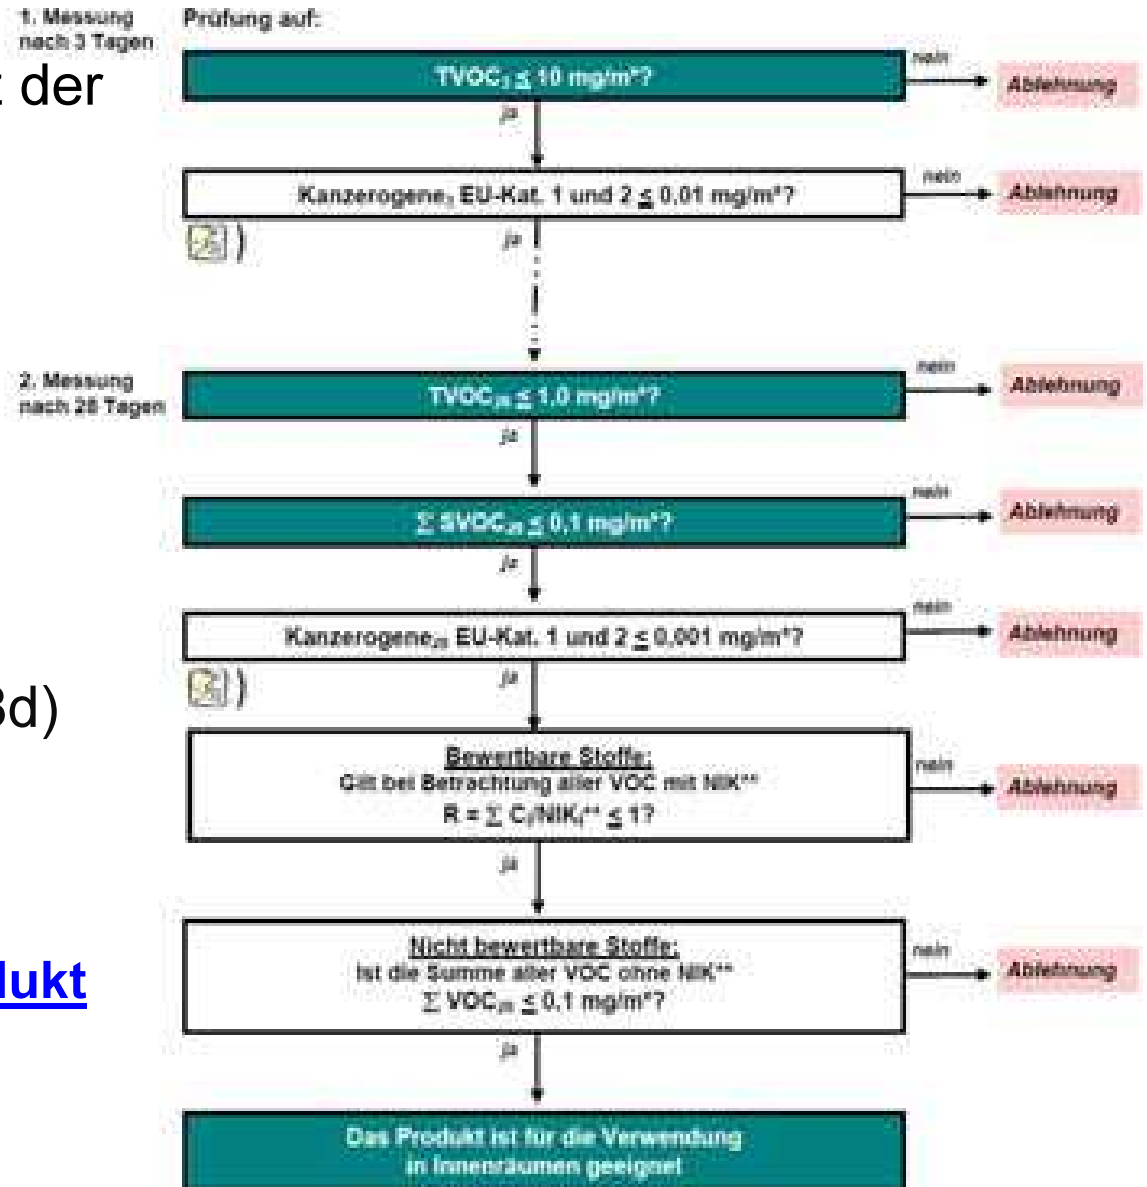 1. Messung
nach 3 Tagen
Prüfung auf:
der
TVOC₃ ≤ 10 mg/m³?
nein
Ablehnung
ja
Kanzerogene₃ EU-Kat. 1 und 2 ≤ 0,01 mg/m³?
nein
Ablehnung
)
ja
2. Messung
nach 28 Tagen
TVOC₂₈ ≤ 1.0 mg/m³?
nein
Ablehnung
ja
Σ SVOC₂₈ ≤ 0,1 mg/m³?
nein
Ablehnung
ja
Kanzerogene₂₈ EU-Kat. 1 und 2 ≤ 0,001 mg/m³?
nein
Ablehnung
)
ja
3d)
Bewertbare Stoffe:
Gilt bei Betrachtung aller VOC mit NIK**
R = Σ Cᵢ/NIKᵢ** ≤ 1?
nein
Ablehnung
ja
dukt
Nicht bewertbare Stoffe:
Ist die Summe aller VOC ohne NIK**
Σ VOC₂₈ ≤ 0,1 mg/m³?
nein
Ablehnung
ja
Das Produkt ist für die Verwendung
in Innenräumen geeignet